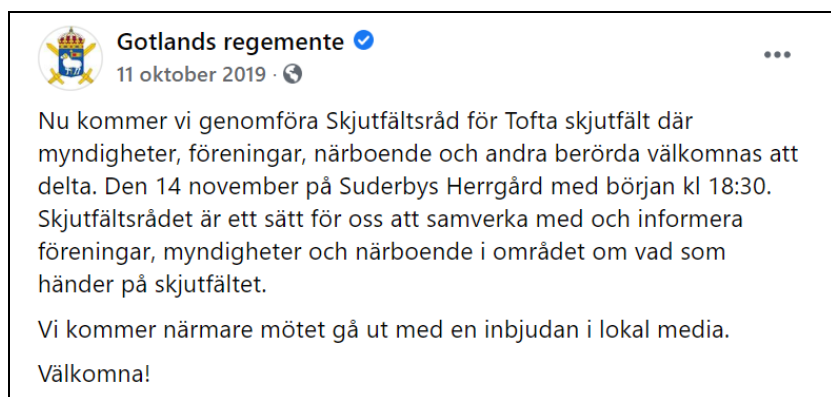 Gotlands regemente
11 oktober 2019 ·
Nu kommer vi genomföra Skjutfältsråd för Tofta skjutfält där
myndigheter, föreningar, närboende och andra berörda välkomnas att
delta. Den 14 november på Suderbys Herrgård med början kl 18:30.
Skjutfältsrådet är ett sätt för oss att samverka med och informera
föreningar, myndigheter och närboende i området om vad som
händer på skjutfältet.
Vi kommer närmare mötet gå ut med en inbjudan i lokal media.
Välkomna!